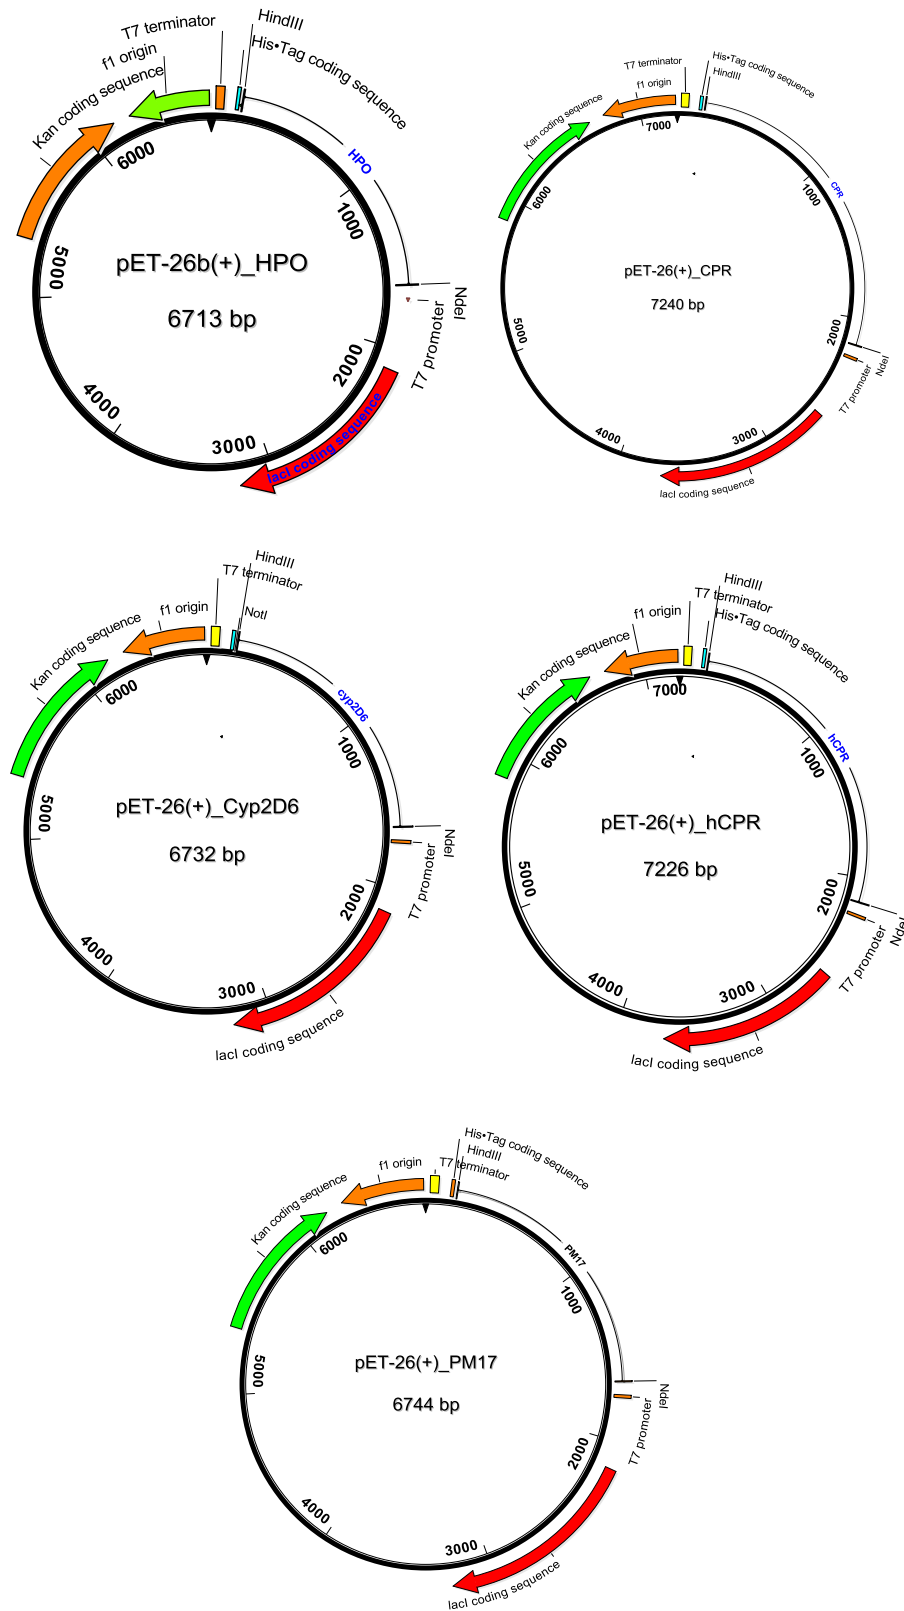 HindIII
T7 terminator
His•Tag coding sequence
f1 origin
Kan coding sequence
HPO
6000
1000
5000
pET-26b(+)_HPO
6713 bp
NdeI
T7 promoter
2000
4000
3000
lacI coding sequence
T7 terminator
His•Tag coding sequence
HindIII
f1 origin
Kan coding sequence
7000
CPR
1000
6000
pET-26(+)_CPR
7240 bp
5000
2000
NdeI
T7 promoter
4000
3000
lacI coding sequence
HindIII
T7 terminator
NotI
f1 origin
Kan coding sequence
6000
cyp2D6
1000
5000
pET-26(+)_Cyp2D6
6732 bp
NdeI
T7 promoter
2000
4000
3000
lacI coding sequence
HindIII
T7 terminator
His•Tag coding sequence
f1 origin
Kan coding sequence
7000
hCPR
1000
6000
pET-26(+)_hCPR
7226 bp
5000
2000
NdeI
T7 promoter
4000
3000
lacI coding sequence
His•Tag coding sequence
HindIII
T7 terminator
f1 origin
Kan coding sequence
6000
PM17
1000
5000
pET-26(+)_PM17
6744 bp
NdeI
T7 promoter
2000
4000
3000
lacI coding sequence